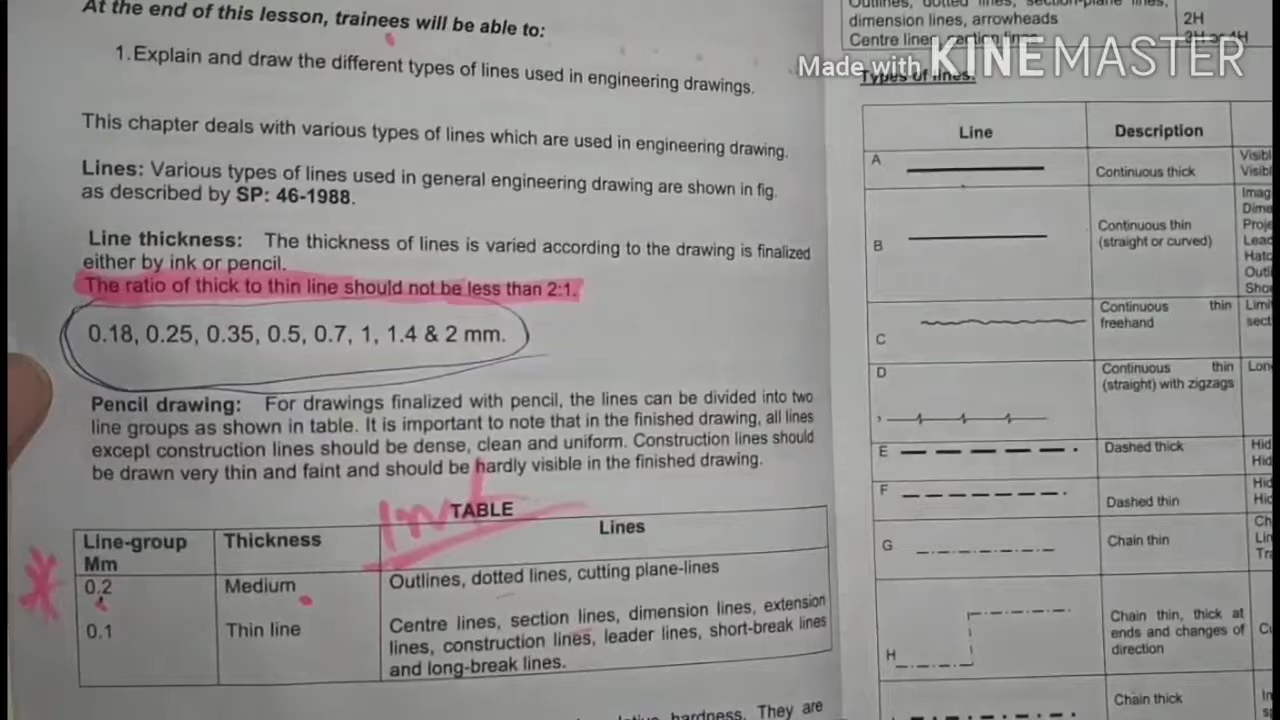 At the end of this lesson, trainees will be able to:
1. Explain and draw the different types of lines used in engineering drawings.
This chapter deals with various types of lines which are used in engineering drawing.
Lines: Various types of lines used in general engineering drawing are shown in fig.
as described by SP: 46-1988.
Line thickness: The thickness of lines is varied according to the drawing is finalized
either by ink or pencil.
The ratio of thick to thin line should not be less than 2:1.
0.18, 0.25, 0.35, 0.5, 0.7, 1, 1.4 & 2 mm.
Pencil drawing: For drawings finalized with pencil, the lines can be divided into two
line groups as shown in table. It is important to note that in the finished drawing, all lines
except construction lines should be dense, clean and uniform. Construction lines should
be drawn very thin and faint and should be hardly visible in the finished drawing.
TABLE
Line-group Thickness Lines
Mm
0.2 Medium Outlines, dotted lines, cutting plane-lines
0.1 Thin line Centre lines, section lines, dimension lines, extension
lines, construction lines, leader lines, short-break lines
and long-break lines.
hardness. They are
Outlines, dotted lines, section-plane lines,
dimension lines, arrowheads 2H
Centre lines, section lines
Made with KINEMASTER
Types of lines.
Line Description
A Continuous thick
B Continuous thin
(straight or curved)
C Continuous thin
freehand
D Continuous thin
(straight) with zigzags
E Dashed thick
F Dashed thin
G Chain thin
H Chain thin, thick at
ends and changes of
direction
Chain thick